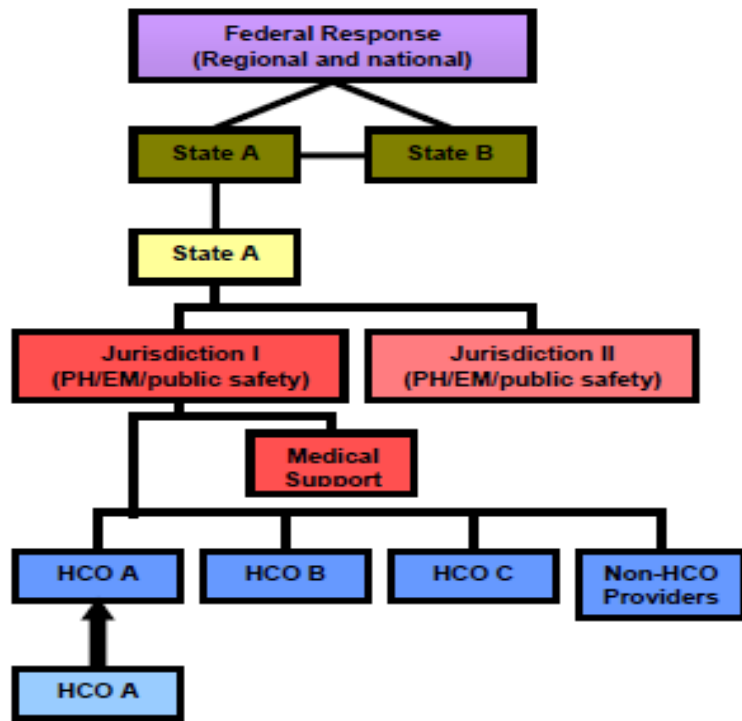 Federal Response
(Regional and national)
State A
State B
State A
Jurisdiction I
(PH/EM/public safety)
Jurisdiction II
(PH/EM/public safety)
Medical
Support
HCO A
HCO B
HCO C
Non-HCO
Providers
HCO A